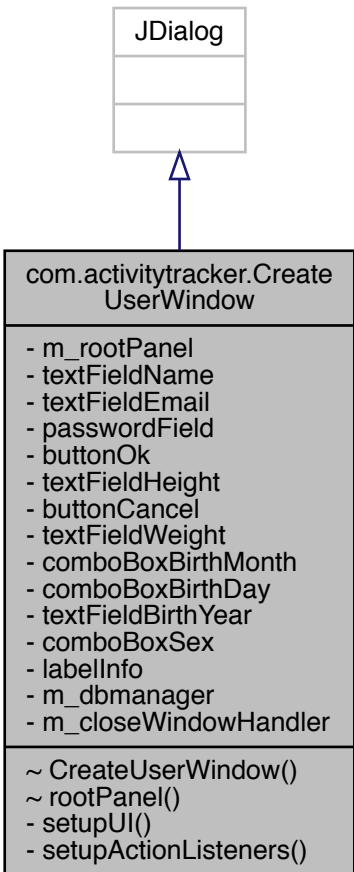 JDialog
com.activitytracker.Create
UserWindow
- m_rootPanel
- textFieldName
- textFieldEmail
- passwordField
- buttonOk
- textFieldHeight
- buttonCancel
- textFieldWeight
- comboBoxBirthMonth
- comboBoxBirthDay
- textFieldBirthYear
- comboBoxSex
- labelInfo
- m_dbmanager
- m_closeWindowHandler
~ CreateUserWindow()
~ rootPanel()
- setupUI()
- setupActionListeners()